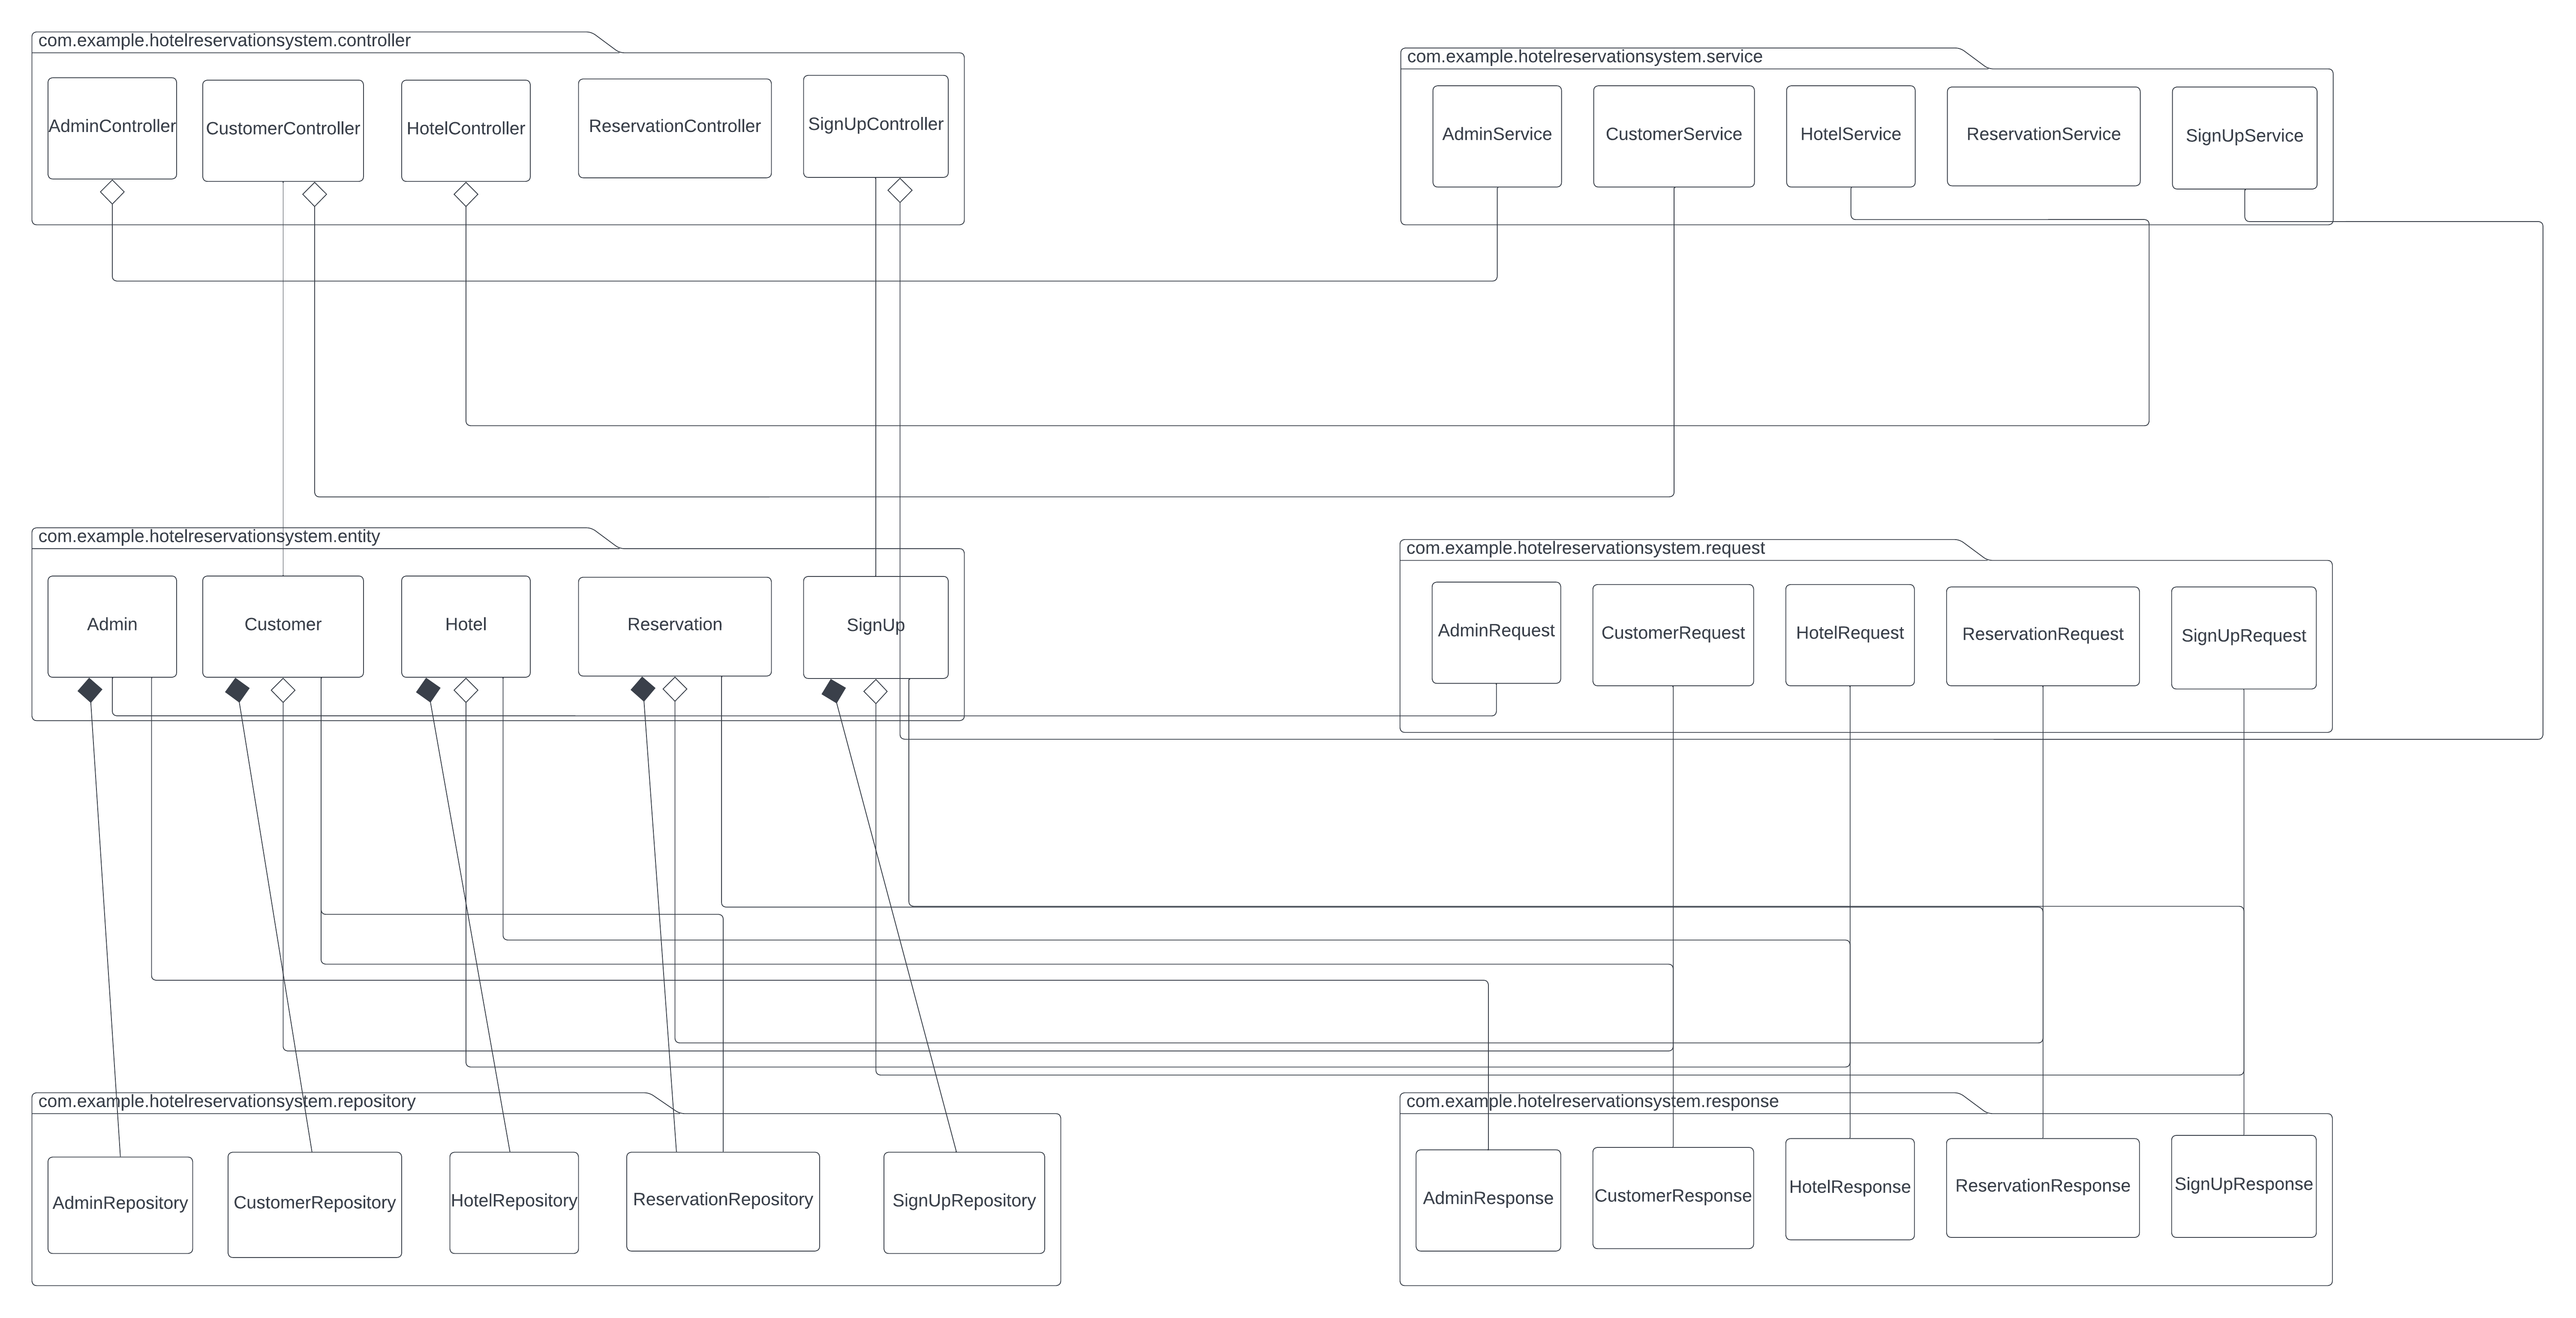 com.example.hotelreservationsystem.controller
AdminController
CustomerController
HotelController
ReservationController
SignUpController
com.example.hotelreservationsystem.service
AdminService
CustomerService
HotelService
ReservationService
SignUpService
com.example.hotelreservationsystem.entity
Admin
Customer
Hotel
Reservation
SignUp
com.example.hotelreservationsystem.request
AdminRequest
CustomerRequest
HotelRequest
ReservationRequest
SignUpRequest
com.example.hotelreservationsystem.repository
AdminRepository
CustomerRepository
HotelRepository
ReservationRepository
SignUpRepository
com.example.hotelreservationsystem.response
AdminResponse
CustomerResponse
HotelResponse
ReservationResponse
SignUpResponse